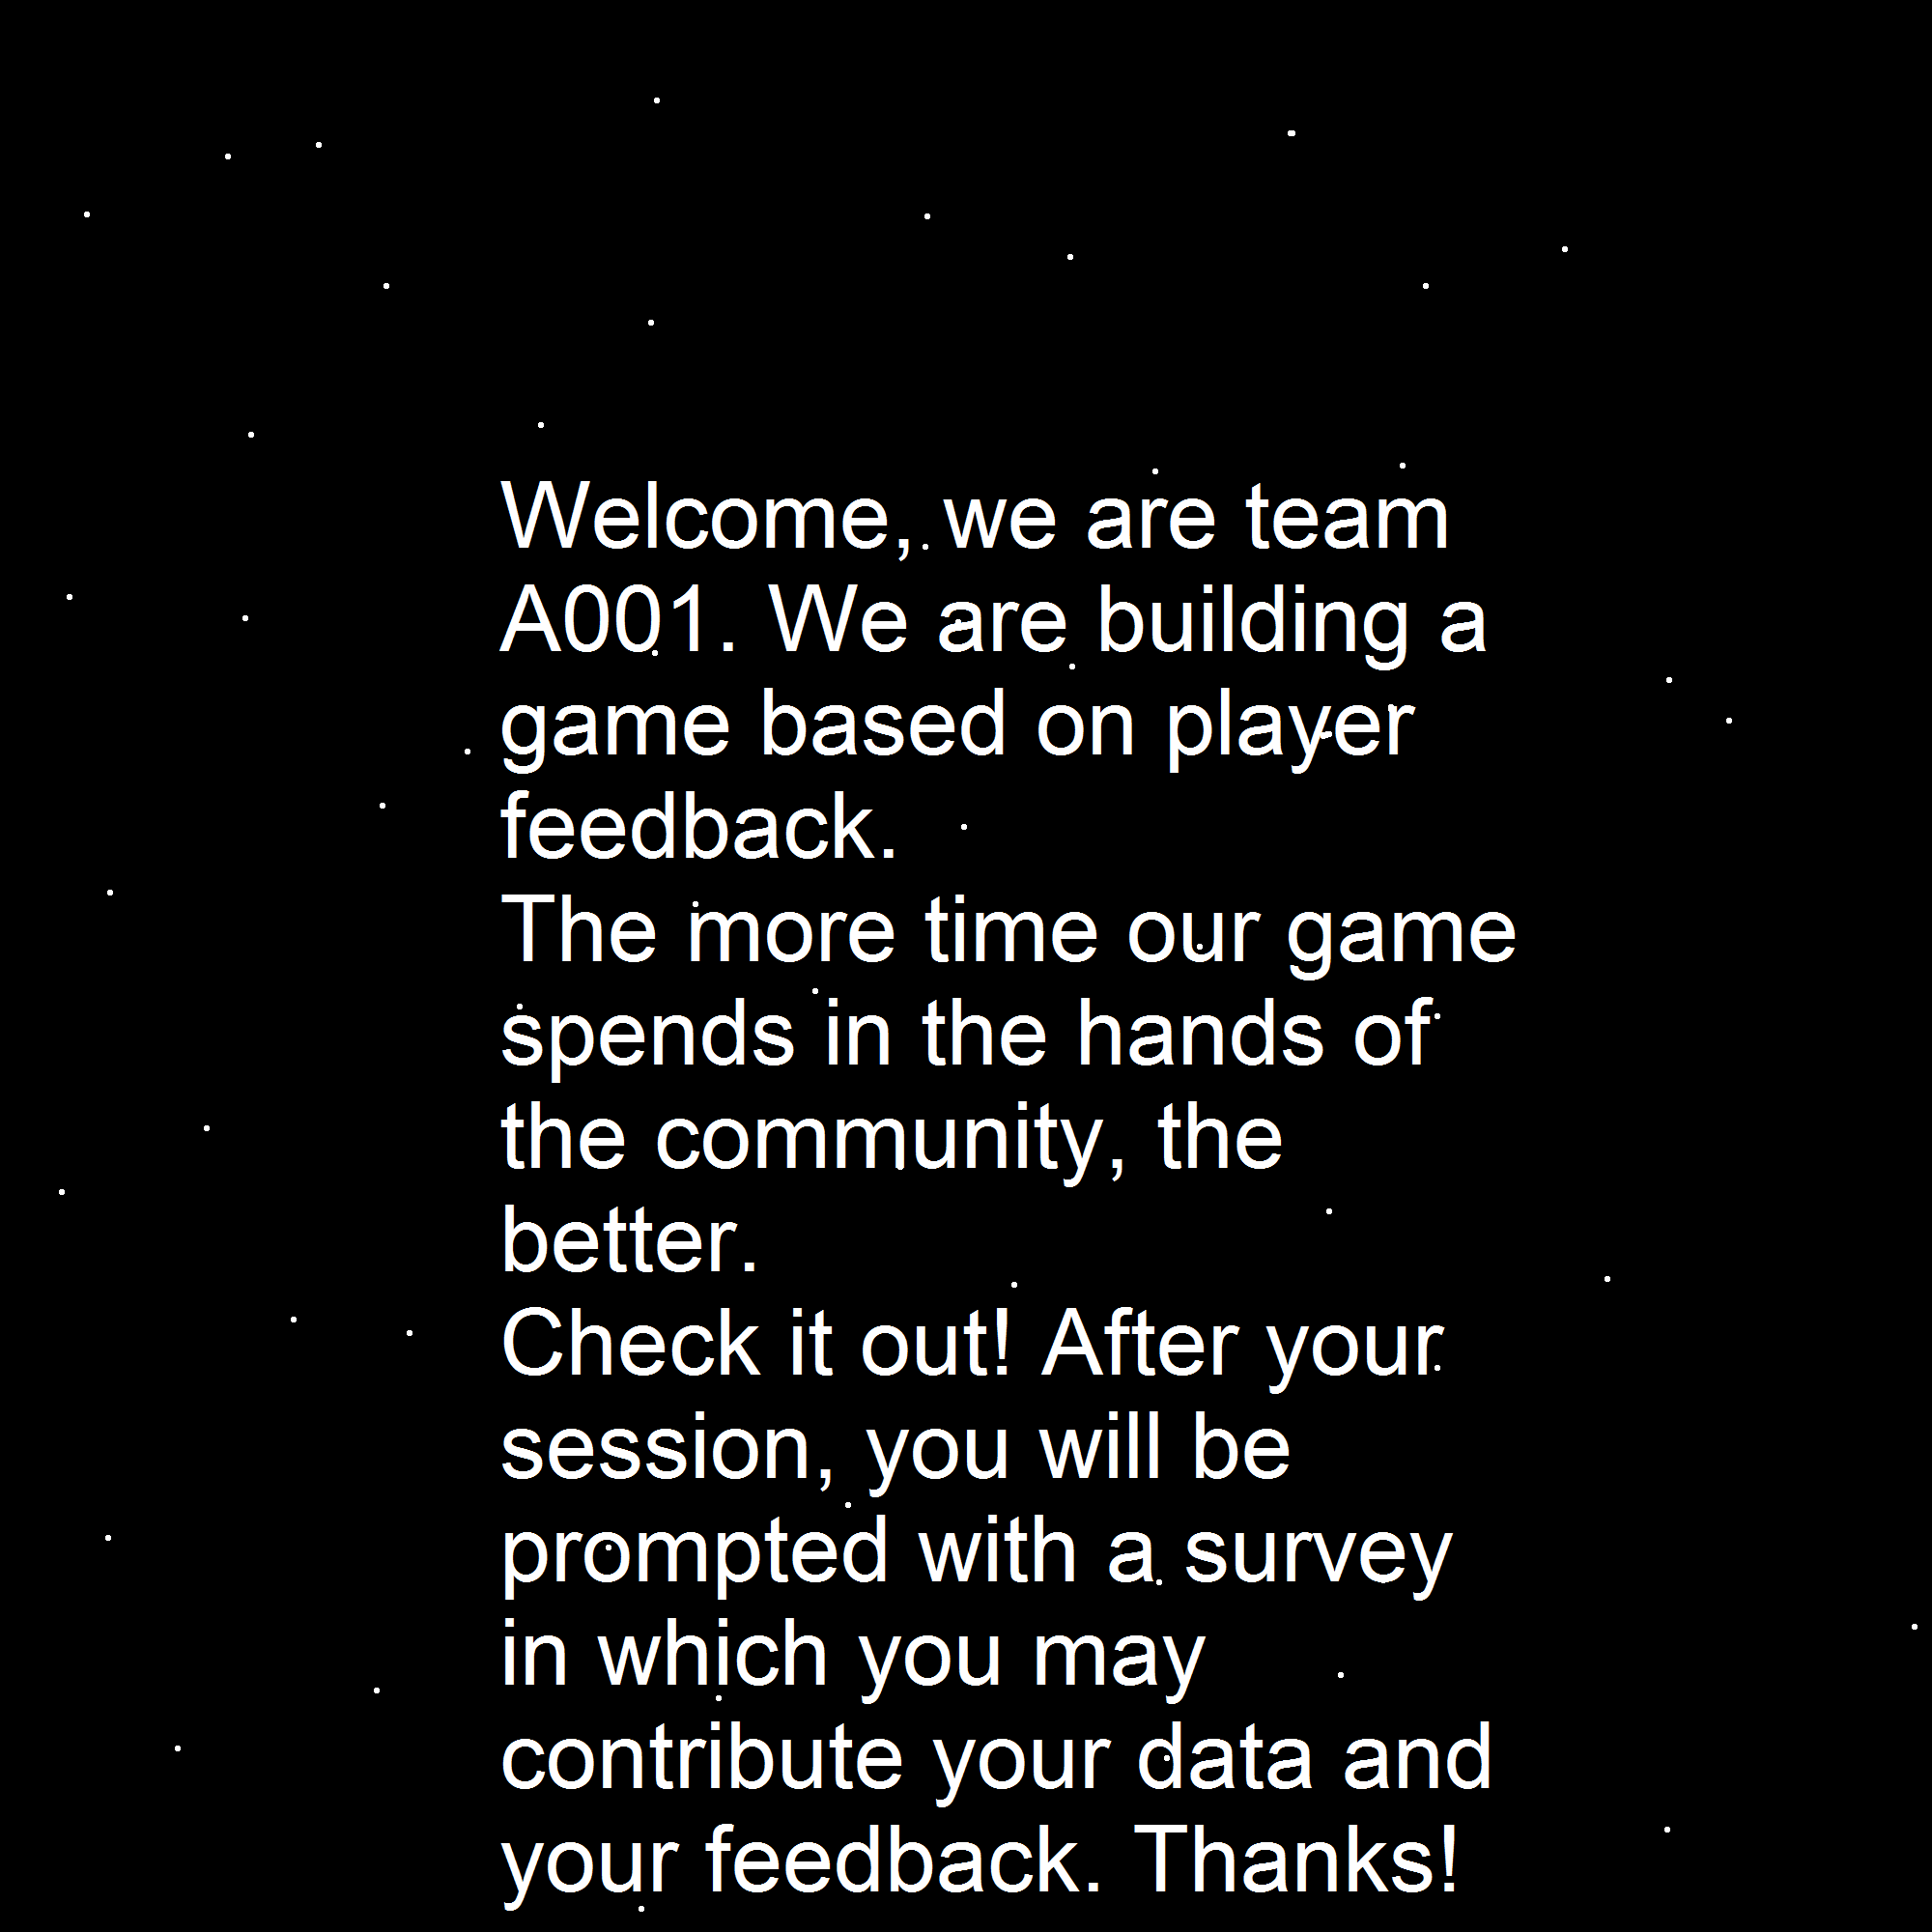 Welcome, we are team
A001. We are building a
game based on player
feedback.
The more time our game
spends in the hands of
the community, the
better.
Check it out! After your
session, you will be
prompted with a survey
in which you may
contribute your data and
your feedback. Thanks!